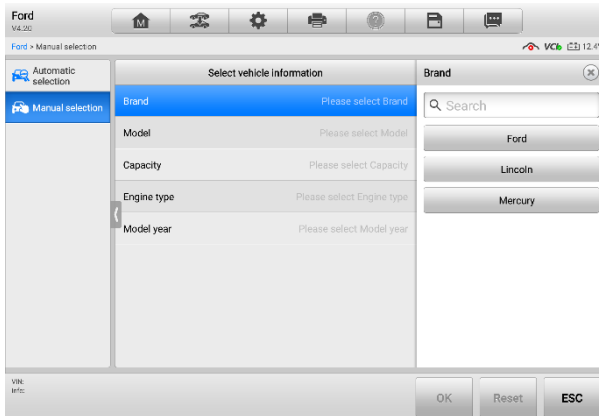 Ford
V4.20
M
Ford > Manual selection
VCI 12.4
Automatic
selection
Manual selection
Select vehicle information
Brand
Please select Brand
Model
Please select Model
Capacity
Please select Capacity
Engine type
Please select Engine type
Model year
Please select Model year
Brand
Search
Ford
Lincoln
Mercury
VIN:
Info:
OK
Reset
ESC